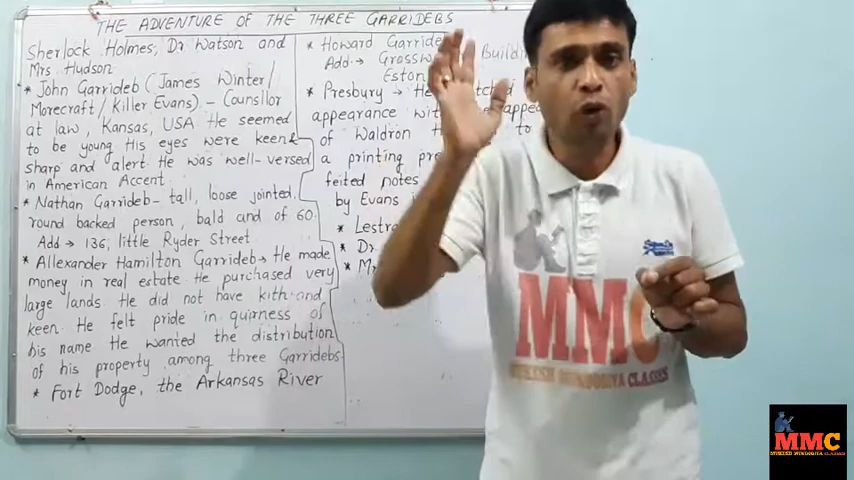 THE ADVENTURE OF THE THREE GARRIDEBS
SHERLOCK HOLMES, DR WATSON and
MRS. HUDSON
* JOHN GARRIDEB (JAMES WINTER/
MORECRAFT/ KILLER EVANS) - COUNSLLOR
at law, KANSAS, USA. He seemed
to be young. His eyes were keen &
sharp and alert. He was well-versed
in American Accent.
* NATHAN GARRIDEB - tall, loose jointed,
round backed person, bald and of 60.
Add → 136, little RYDER STREET
* ALLEXANDER HAMILTON GARRIDEB → He made
money in real estate. He purchased very
large lands. He did not have kith and
keen. He felt pride in quirness of
his name. He wanted the distribution
of his property among three GARRIDEBS
* FORT DODGE, the ARKANSAS RIVER
* HOWARD
Add →
* PRESBURY →
appearance
of WALDRON to
a printing
feited notes
by EVANS
*
* D
* M
MMC
CLASSES
MMC